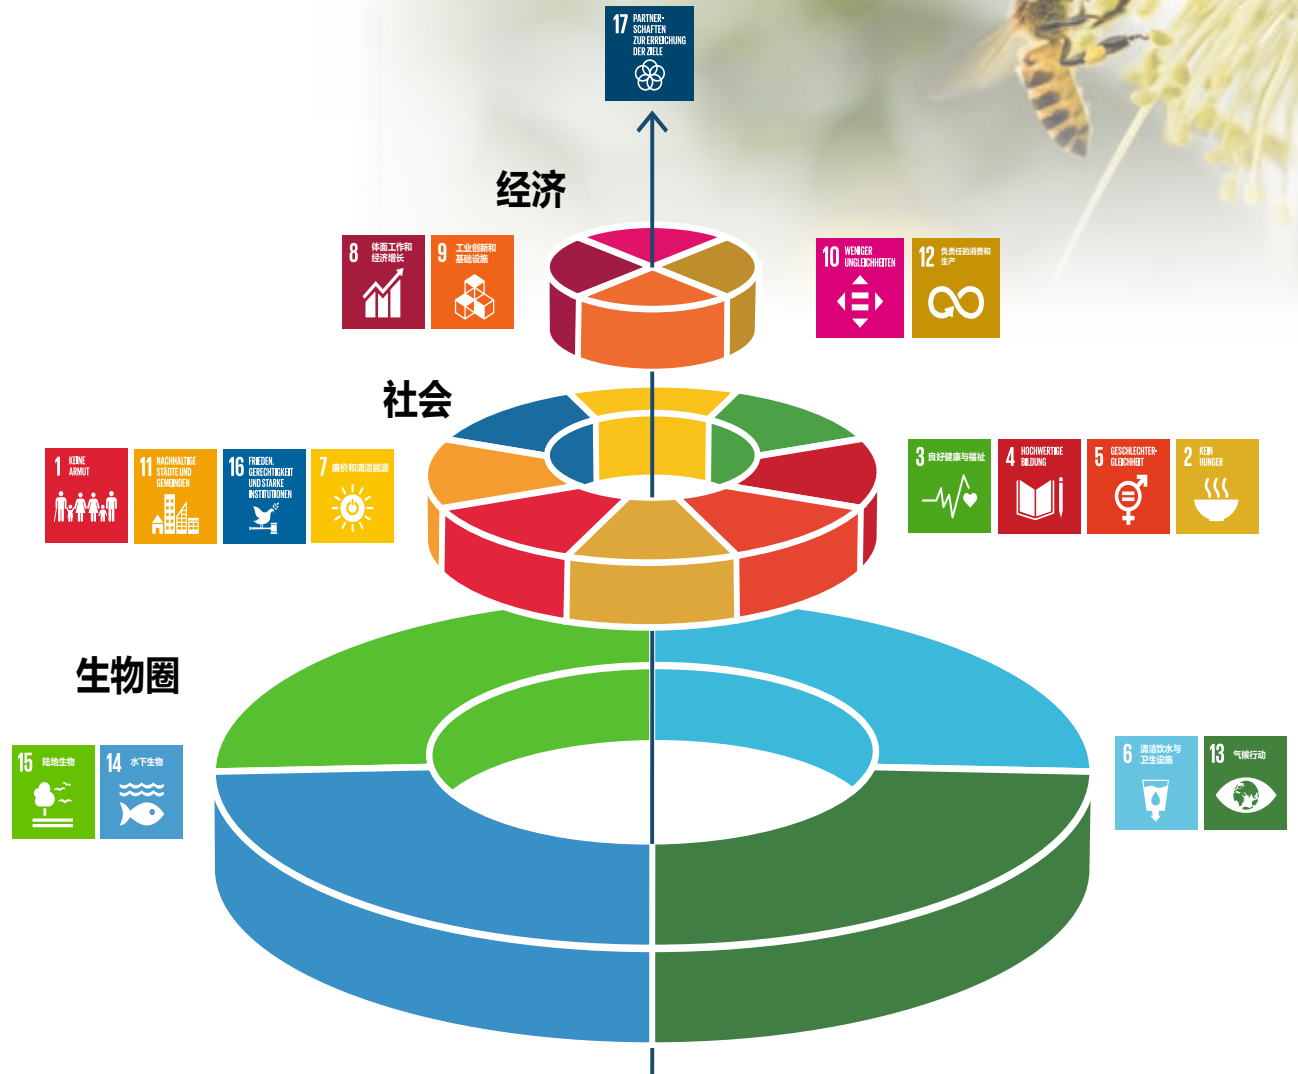 17 PARTNER-
SCHAFTEN
ZUR ERREICHUNG
DER ZIELE
经济
8 体面工作和
经济增长
9 工业创新和
基础设施
10 WENIGER
UNGLEICHHEITEN
12 负责任的消费和
生产
社会
1 KEINE
ARMUT
11 NACHHALTIGE
STÄDTE UND
GEMEINDEN
16 FRIEDEN,
GERECHTIGKEIT
UND STARKE
INSTITUTIONEN
7 廉价和清洁能源
3 良好健康与福祉
4 HOCHWERTIGE
BILDUNG
5 GESCHLECHTER-
GLEICHHEIT
2 KEIN
HUNGER
生物圈
15 陆地生物
14 水下生物
6 清洁饮水与
卫生设施
13 气候行动